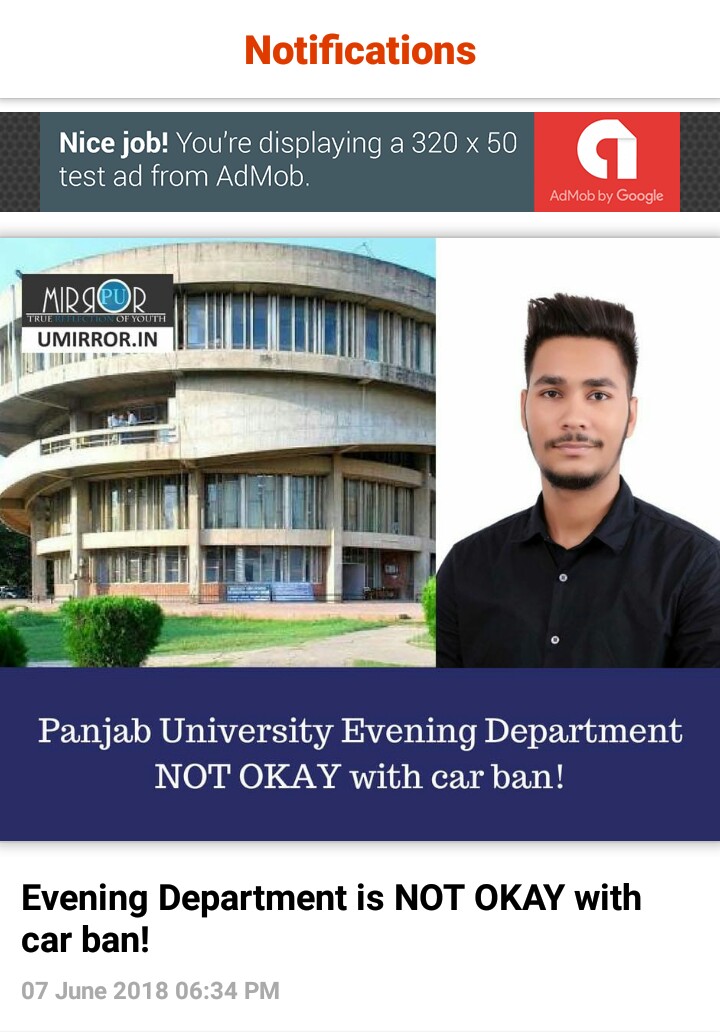 Notifications
Nice job! You're displaying a 320 x 50
test ad from AdMob.
AdMob by Google
MIRЯOR
PU
TRUE REFLECTION OF YOUTH
UMIRROR.IN
Panjab University Evening Department
NOT OKAY with car ban!
Evening Department is NOT OKAY with
car ban!
07 June 2018 06:34 PM